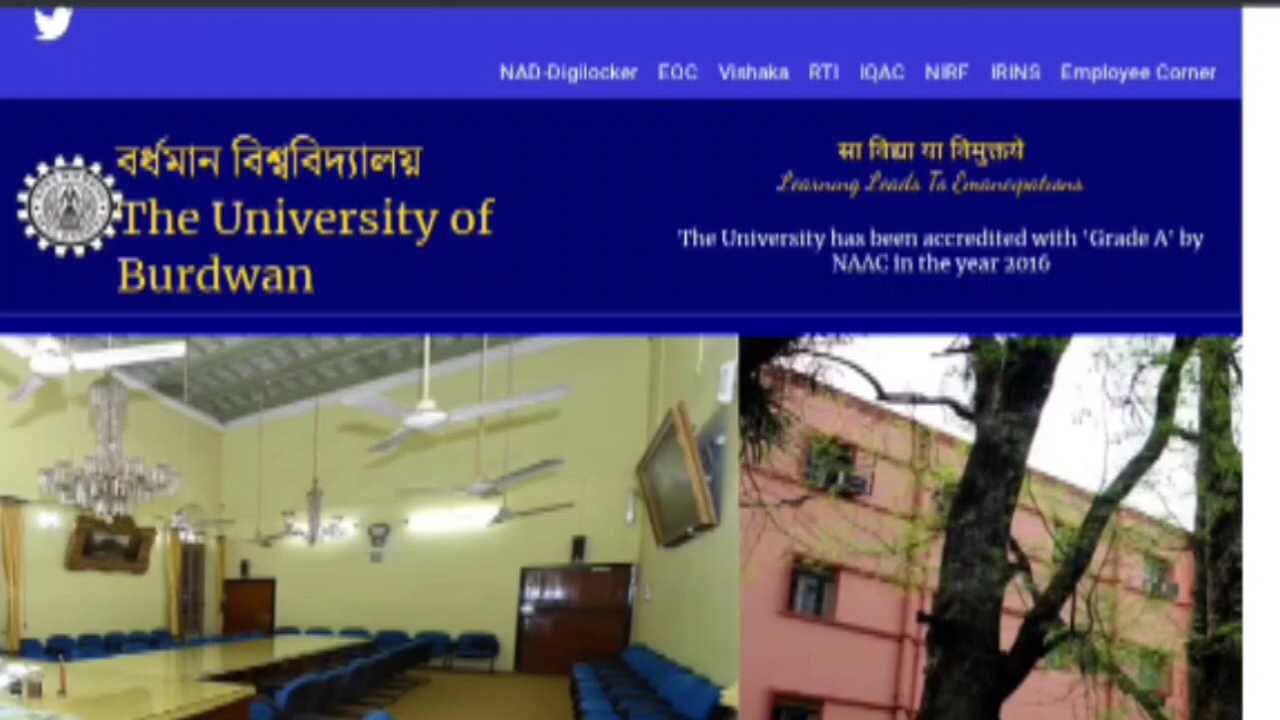 NAD-Digilocker EOC Vishaka RTI IQAC NIRF IRINS Employee Corner
বর্ধমান বিশ্ববিদ্যালয়
The University of
Burdwan
सा विद्या या विमुक्तये
Learning Leads To Emancipations
The University has been accredited with 'Grade A' by
NAAC in the year 2016